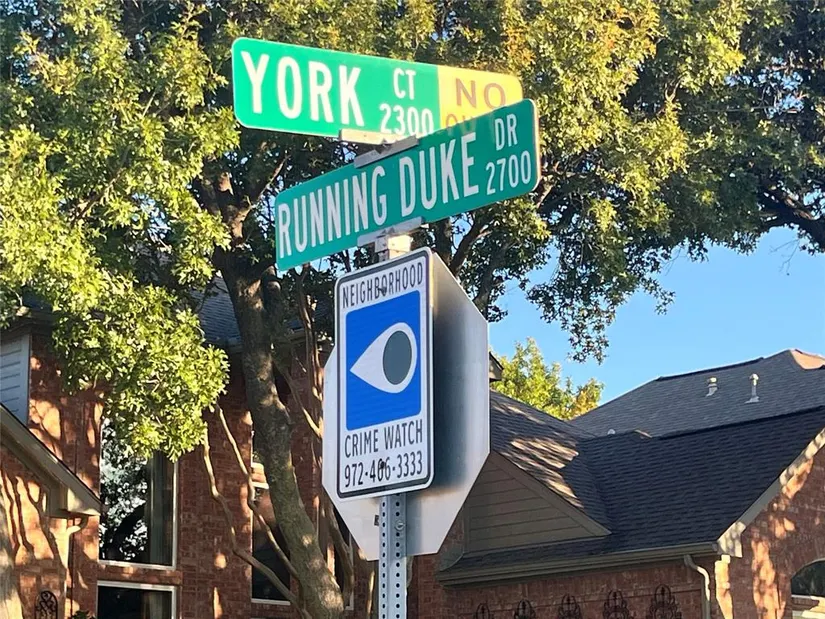 YORK CT 2300 NO
RUNNING DUKE DR 2700
NEIGHBORHOOD
CRIME WATCH
972-466-3333